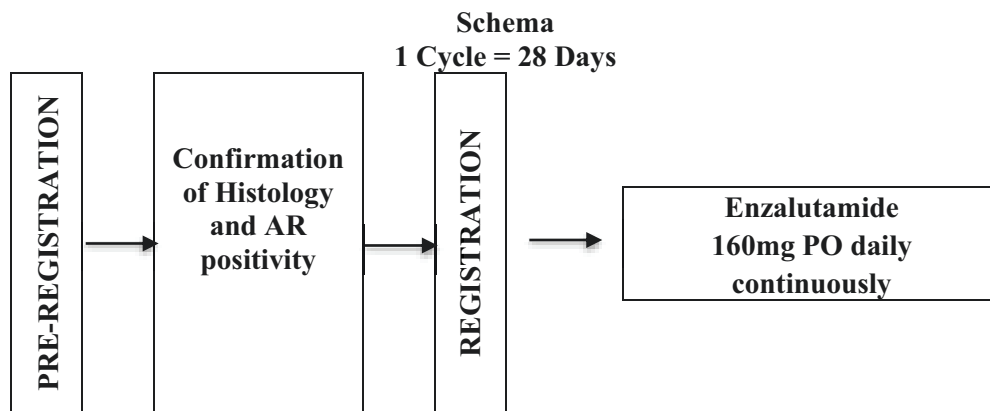 Schema
1 Cycle = 28 Days
PRE-REGISTRATION
Confirmation
of Histology
and AR
positivity
REGISTRATION
Enzalutamide
160mg PO daily
continuously